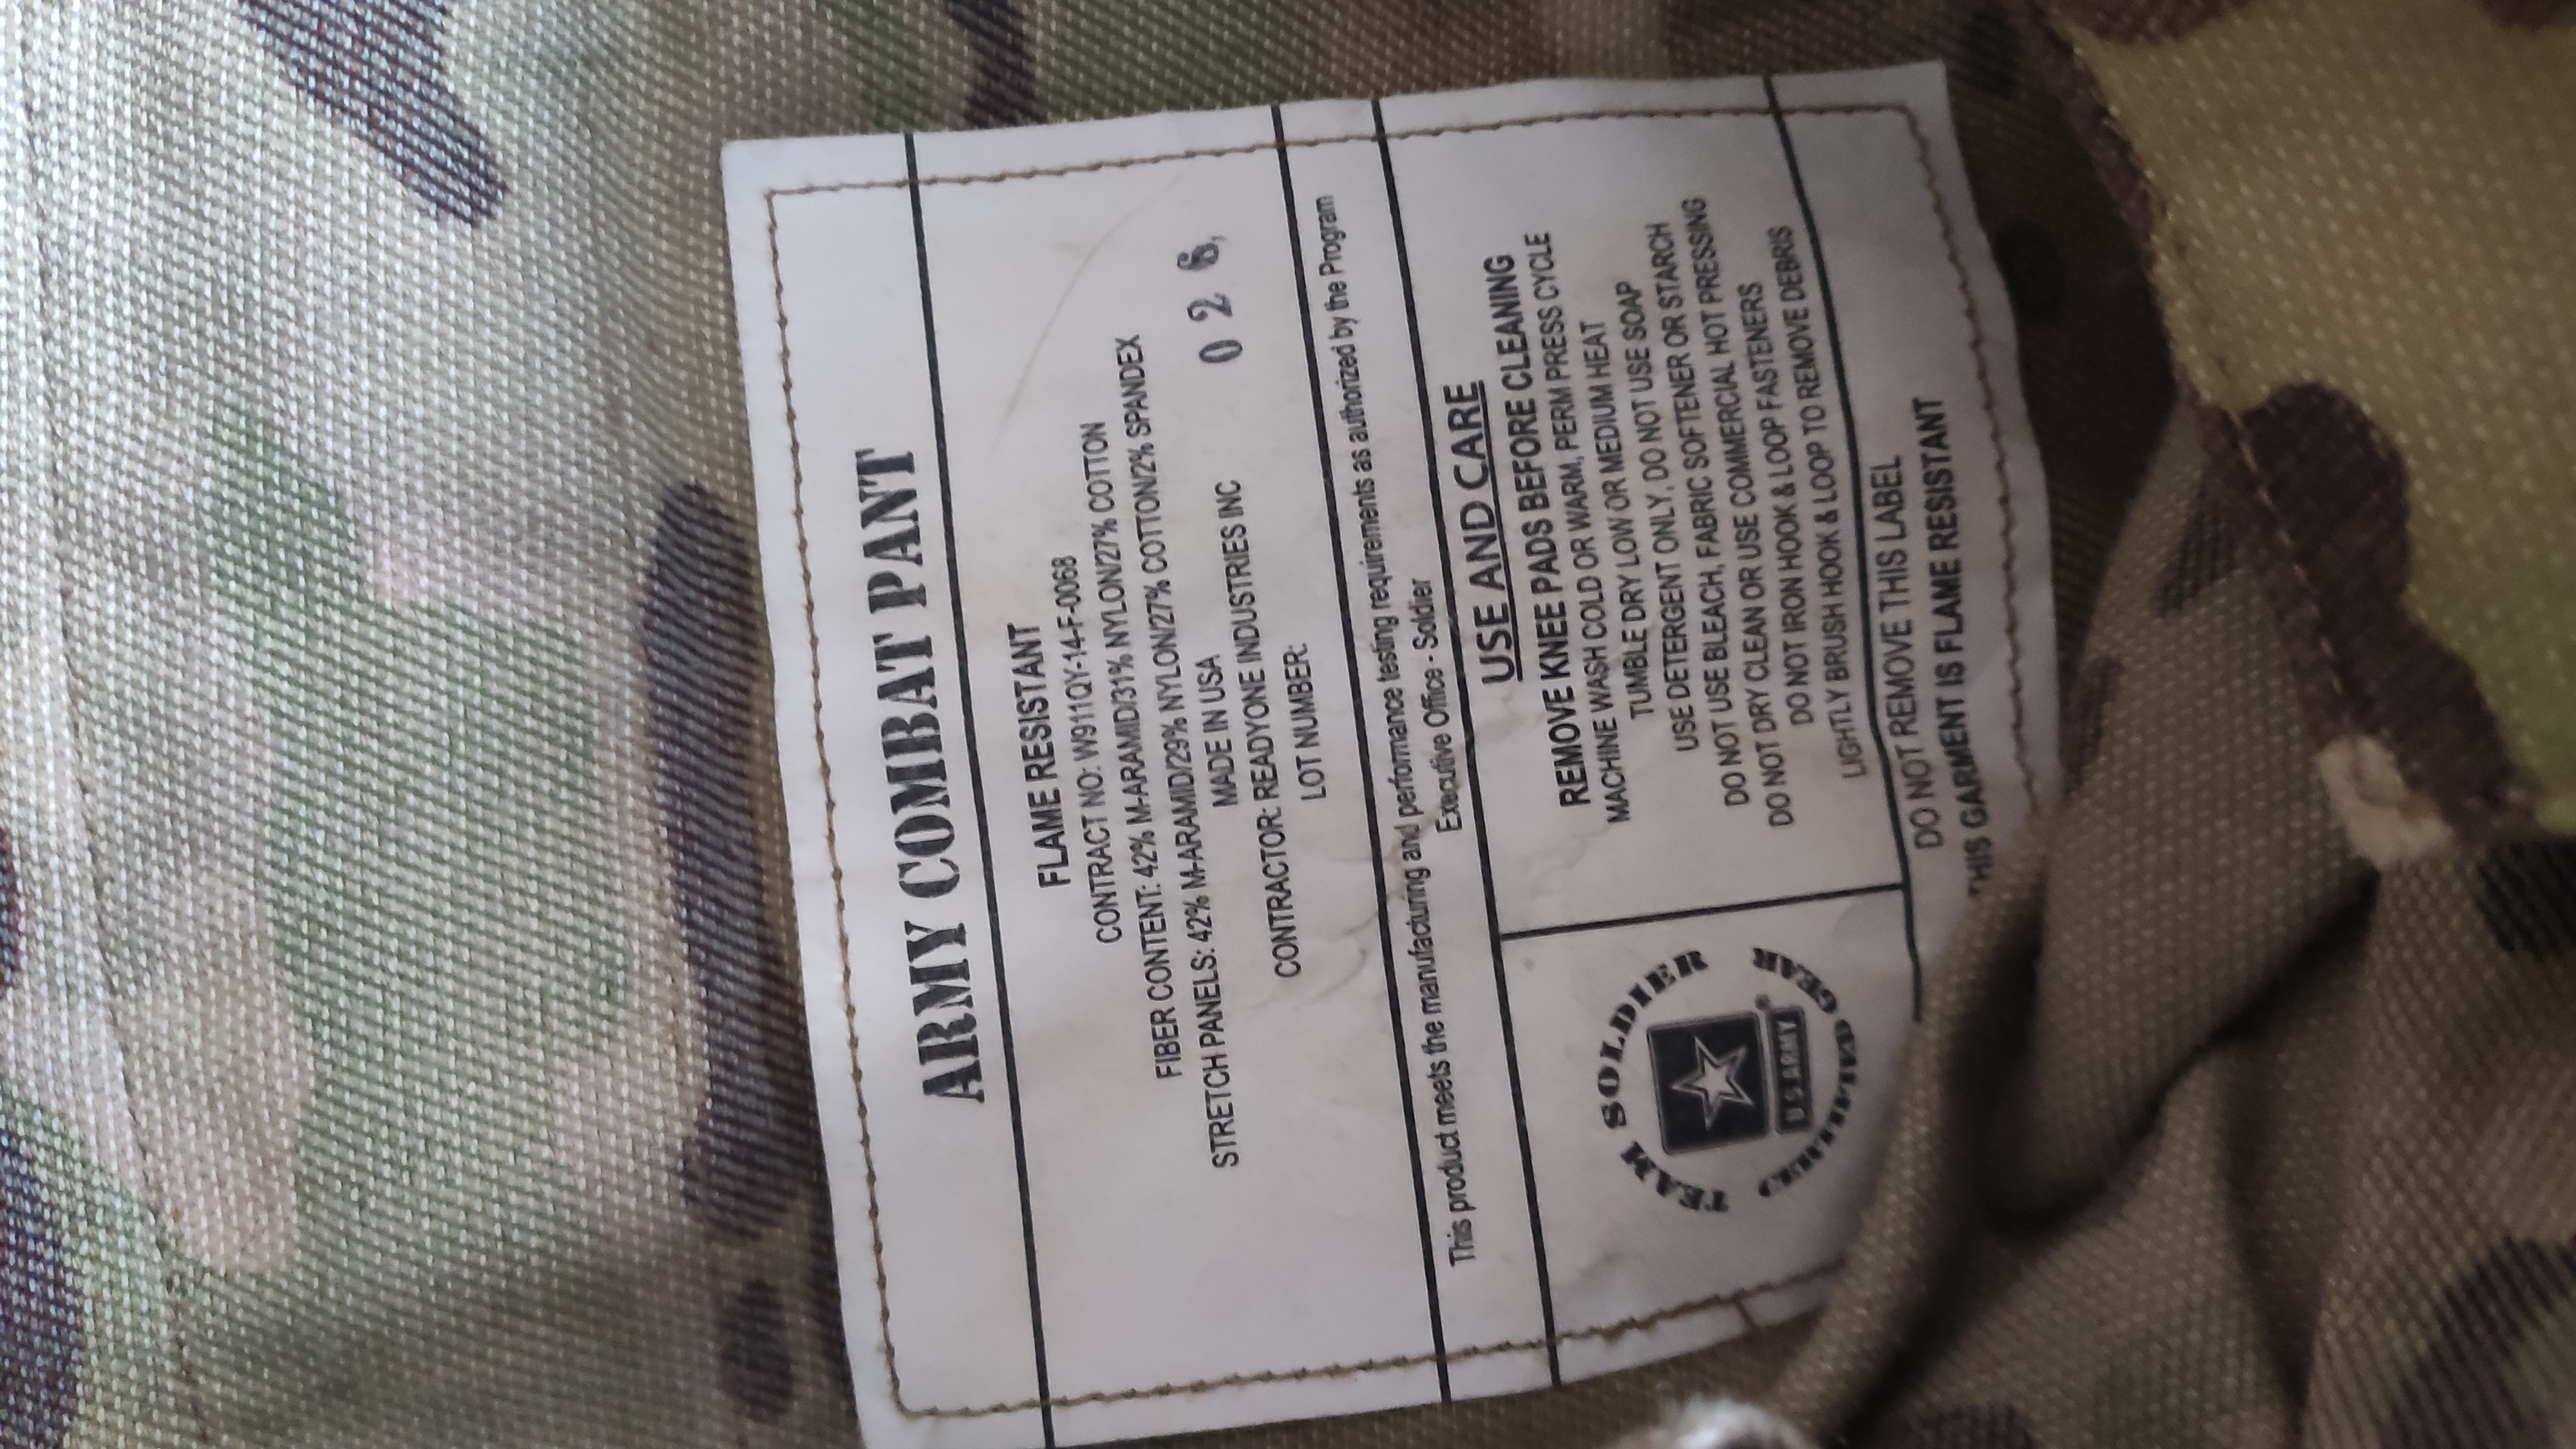 ARMY COMBAT PANT
FLAME RESISTANT
CONTRACT NO: W911QY-14-F-0068
FIBER CONTENT: 42% M-ARAMID/31% NYLON/27% COTTON
STRETCH PANELS: 42% M-ARAMID/29% NYLON/27% COTTON/2% SPANDEX
MADE IN USA
CONTRACTOR: READYONE INDUSTRIES INC
LOT NUMBER:
0 2 6
This product meets the manufacturing and performance testing requirements as authorized by the Program
Executive Office - Soldier
USE AND CARE
REMOVE KNEE PADS BEFORE CLEANING
MACHINE WASH COLD OR WARM, PERM PRESS CYCLE
TUMBLE DRY LOW OR MEDIUM HEAT
USE DETERGENT ONLY, DO NOT USE SOAP
DO NOT USE BLEACH, FABRIC SOFTENER OR STARCH
DO NOT DRY CLEAN OR USE COMMERCIAL HOT PRESSING
DO NOT IRON HOOK & LOOP FASTENERS
LIGHTLY BRUSH HOOK & LOOP TO REMOVE DEBRIS
TEAM SOLDIER
U.S. ARMY ®
CERTIFIED GEAR
DO NOT REMOVE THIS LABEL
THIS GARMENT IS FLAME RESISTANT